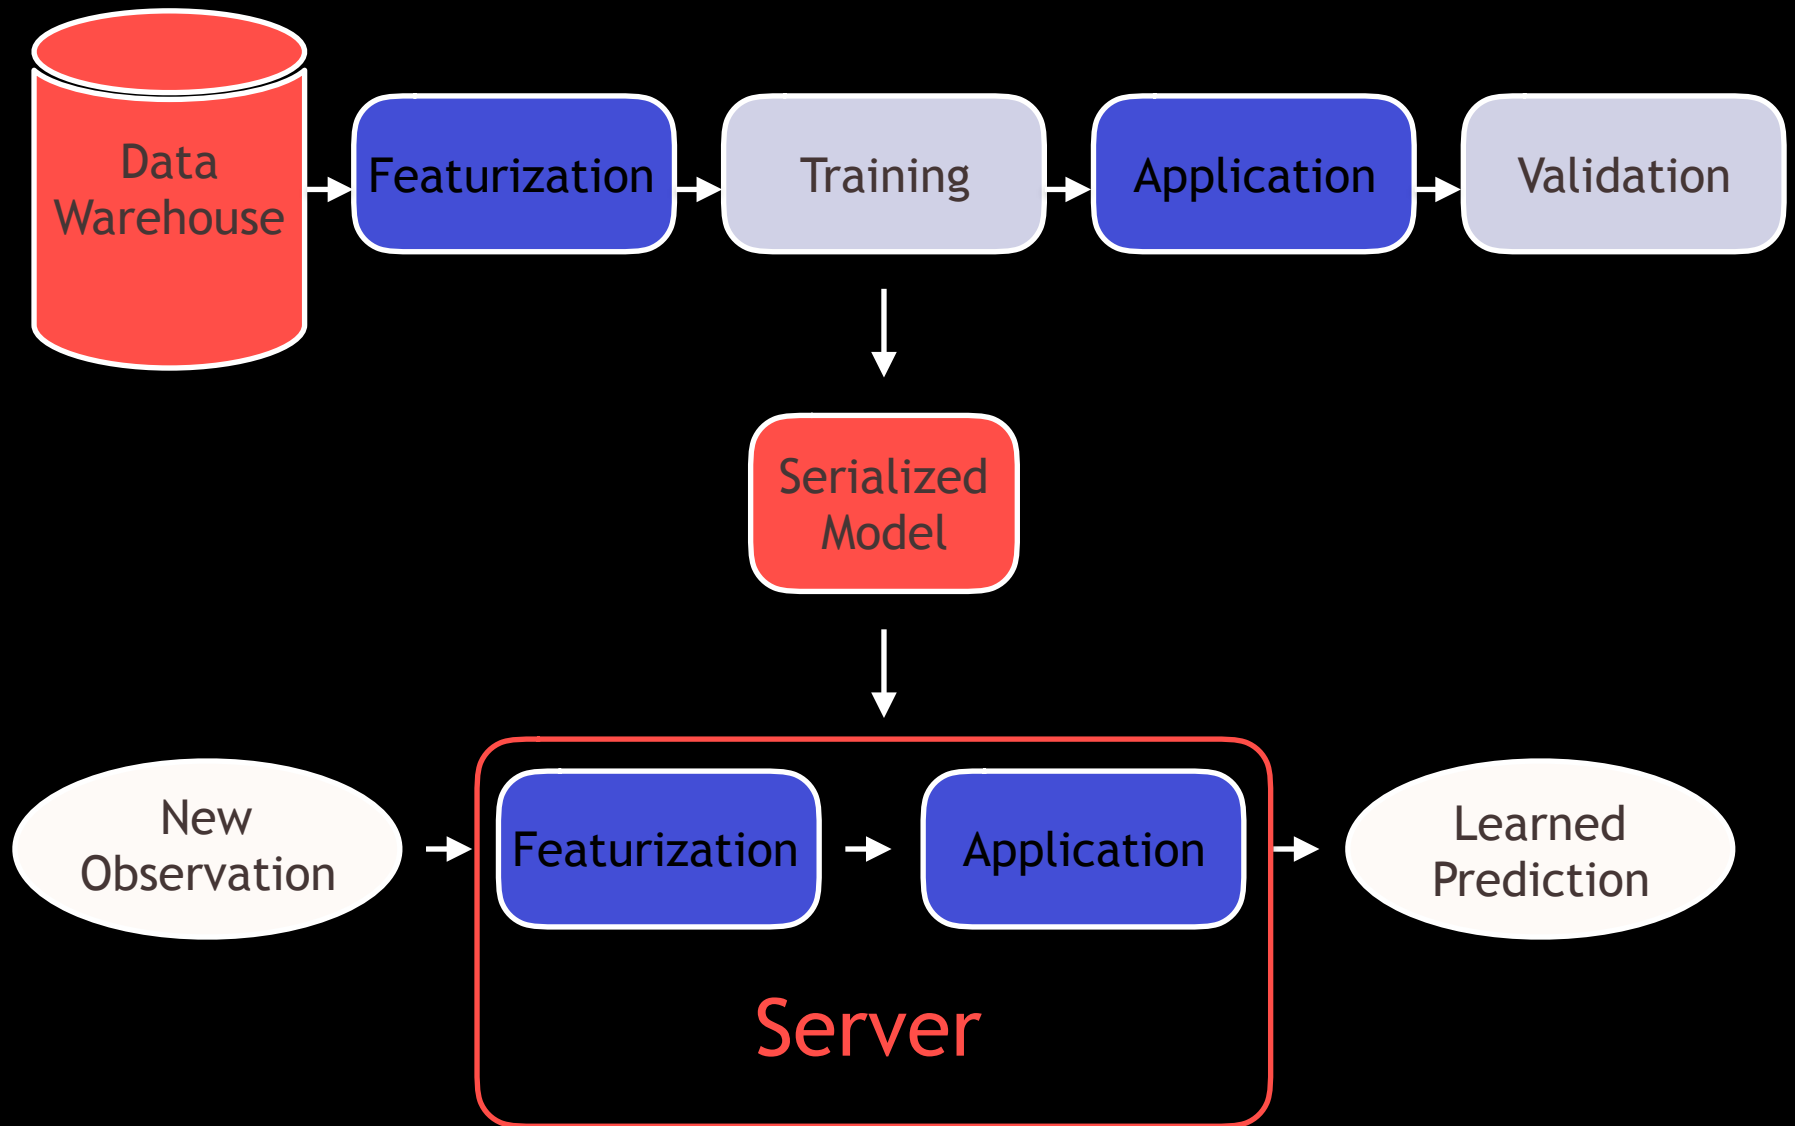 Data
Warehouse
Featurization
Training
Application
Validation
Serialized
Model
New
Observation
Featurization
Application
Learned
Prediction
Server